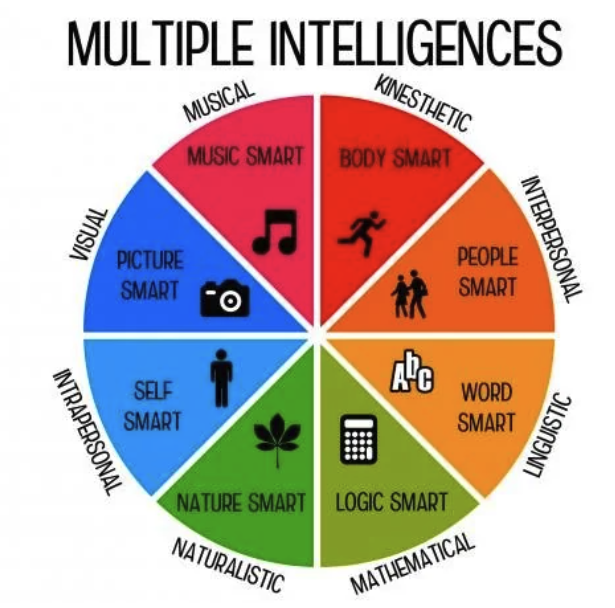 MULTIPLE INTELLIGENCES
MUSICAL
KINESTHETIC
MUSIC SMART
BODY SMART
VISUAL
INTERPERSONAL
PICTURE
SMART
PEOPLE
SMART
Abc
SELF
SMART
WORD
SMART
INTRAPERSONAL
LINGUISTIC
NATURE SMART
LOGIC SMART
NATURALISTIC
MATHEMATICAL